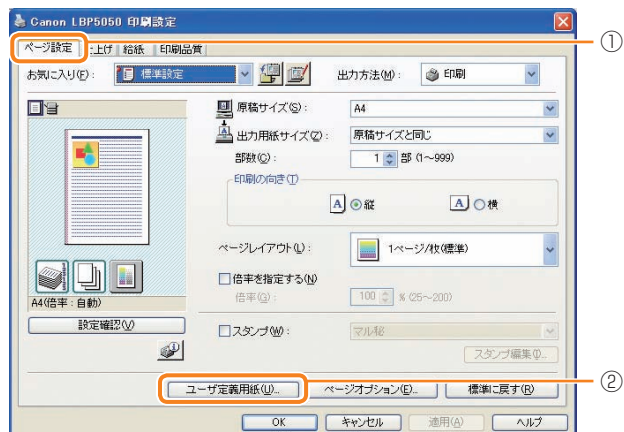 Canon LBP5050 印刷設定
ページ設定 上げ 給紙 印刷品質 ①
お気に入り(F): 標準設定 出力方法(M): 印刷
原稿サイズ(S): A4
出力用紙サイズ(Z): 原稿サイズと同じ
部数(C): 1 部 (1~999)
印刷の向き(T)
A 縦 A 横
ページレイアウト(L): 1ページ/枚(標準)
倍率を指定する(N)
A4(倍率:自動) 倍率(G): 100 % (25~200)
設定確認(V) スタンプ(W): マル秘
スタンプ編集(I)...
ユーザ定義用紙(U)... ページオプション(E)... 標準に戻す(R) ②
OK キャンセル 適用(A) ヘルプ